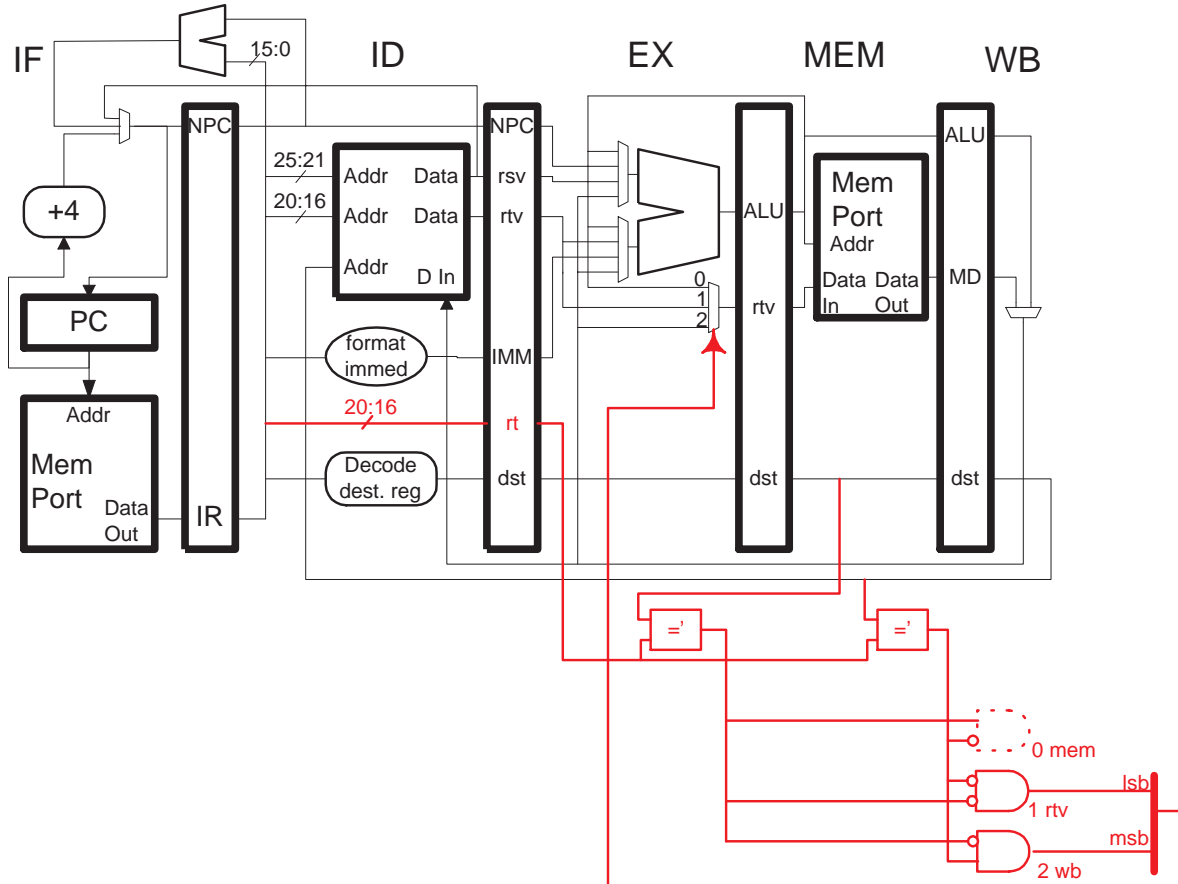 IF
ID
EX
MEM
WB
15:0
NPC
+4
PC
Addr
Mem
Port
Data
Out
IR
25:21
20:16
Addr Data
Addr Data
Addr
D In
format
immed
20:16
Decode
dest. reg
NPC
rsv
rtv
IMM
rt
dst
0
1
2
ALU
rtv
dst
Mem
Port
Addr
Data
In
Data
Out
ALU
MD
dst
='
='
0 mem
1 rtv
2 wb
lsb
msb